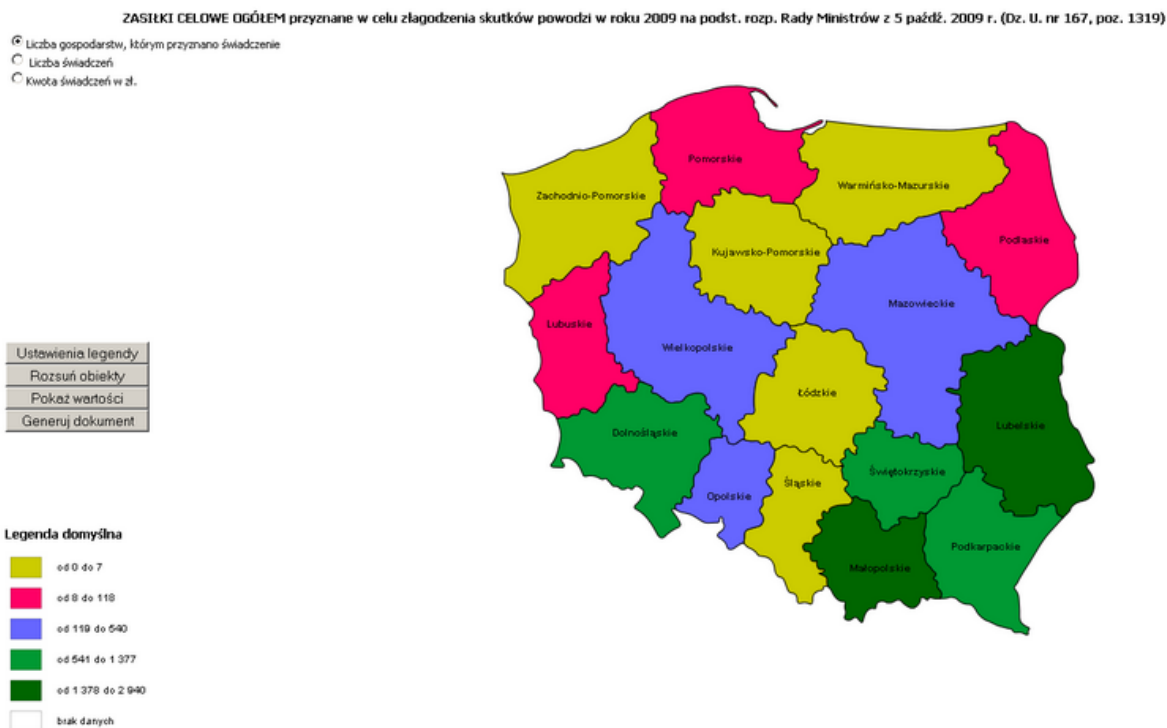 ZASIŁKI CELOWE OGÓŁEM przyznane w celu złagodzenia skutków powodzi w roku 2009 na podst. rozp. Rady Ministrów z 5 paźdź. 2009 r. (Dz. U. nr 167, poz. 1319)
Liczba gospodarstw, którym przyznano świadczenie
Liczba świadczeń
Kwota świadczeń w zł.
Pomorskie
Warmińsko-Mazurskie
Zachodnio-Pomorskie
Podlaskie
Kujawsko-Pomorskie
Mazowieckie
Lubuskie
Wielkopolskie
Łódzkie
Lubelskie
Dolnośląskie
Świętokrzyskie
Śląskie
Opolskie
Podkarpackie
Małopolskie
Ustawienia legendy
Rozsuń obiekty
Pokaż wartości
Generuj dokument
Legenda domyślna
od 0 do 7
od 8 do 118
od 119 do 540
od 541 do 1 377
od 1 378 do 2 940
brak danych